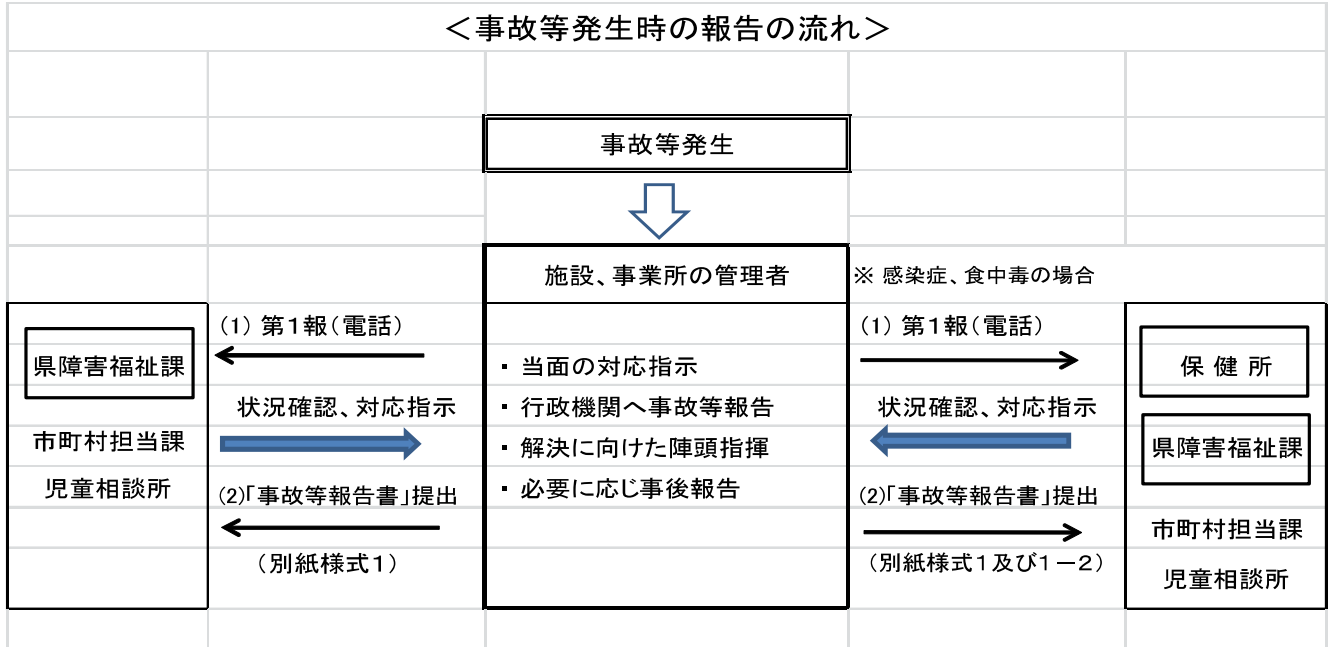 ＜事故等発生時の報告の流れ＞
事故等発生
施設、事業所の管理者
・ 当面の対応指示
・ 行政機関へ事故等報告
・ 解決に向けた陣頭指揮
・ 必要に応じ事後報告
(1) 第１報（電話）
状況確認、対応指示
(2)「事故等報告書」提出
（別紙様式１）
県障害福祉課
市町村担当課
児童相談所
※ 感染症、食中毒の場合
(1) 第１報（電話）
状況確認、対応指示
(2)「事故等報告書」提出
（別紙様式１及び１－２）
保 健 所
県障害福祉課
市町村担当課
児童相談所